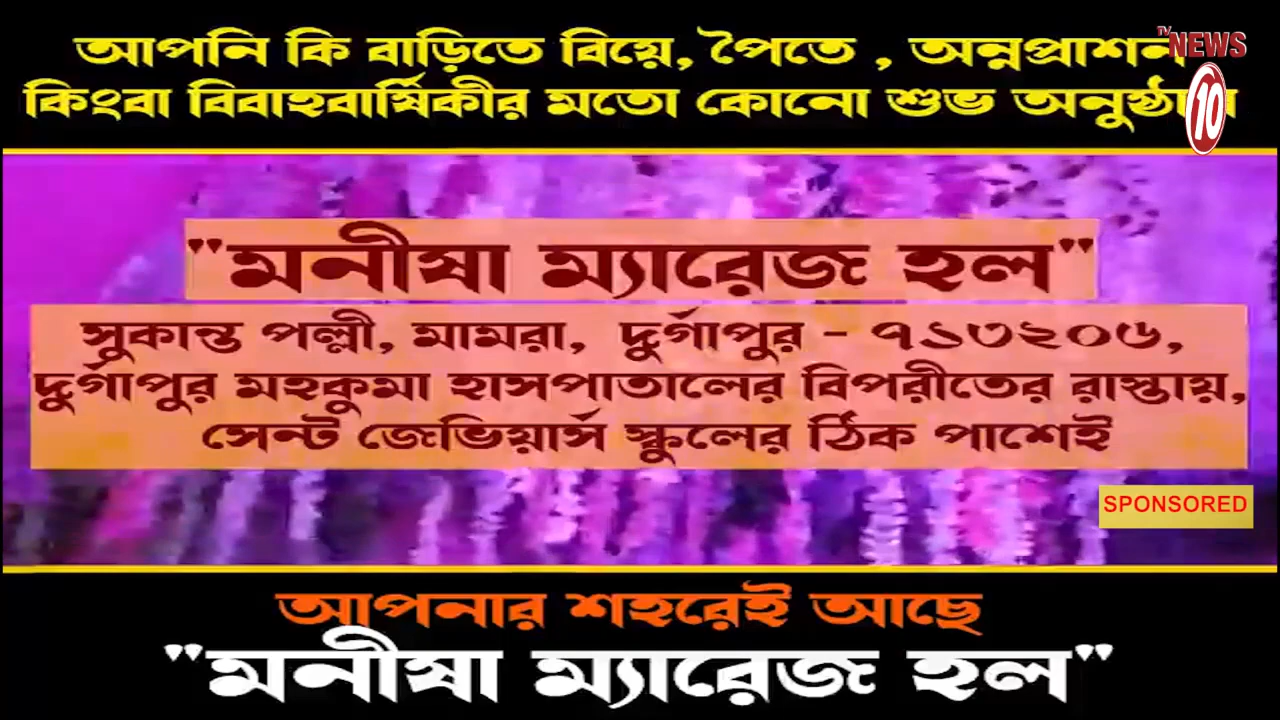 আপনি কি বাড়িতে বিয়ে, পৈতে , অন্নপ্রাশন
কিংবা বিবাহবার্ষিকীর মতো কোনো শুভ
TV NEWS
10
"মনীষা ম্যারেজ হল"
সুকান্ত পল্লী, মামরা, দুর্গাপুর - ৭১৩২০৬,
দুর্গাপুর মহকুমা হাসপাতালের বিপরীতের রাস্তায়,
সেন্ট জেভিয়ার্স স্কুলের ঠিক পাশেই
SPONSORED
আপনার শহরেই আছে
"মনীষা ম্যারেজ হল"